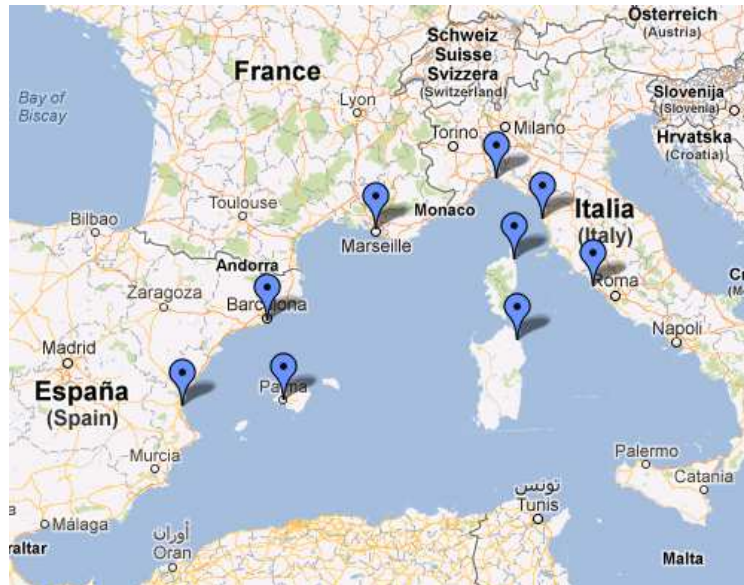 Österreich
(Austria)
Schweiz
Suisse
Svizzera
(Switzerland)
France
Bay of
Biscay
Lyon
Slovenija
(Slovenia)
Torino
Milano
Hrvatska
(Croatia)
Toulouse
Monaco
Italia
(Italy)
Bilbao
Marseille
Andorra
Zaragoza
Barcelona
Roma
Napoli
Madrid
España
(Spain)
Palma
Murcia
Palermo
Catania
تونس
Tunis
Málaga
أوران
Oran
Malta